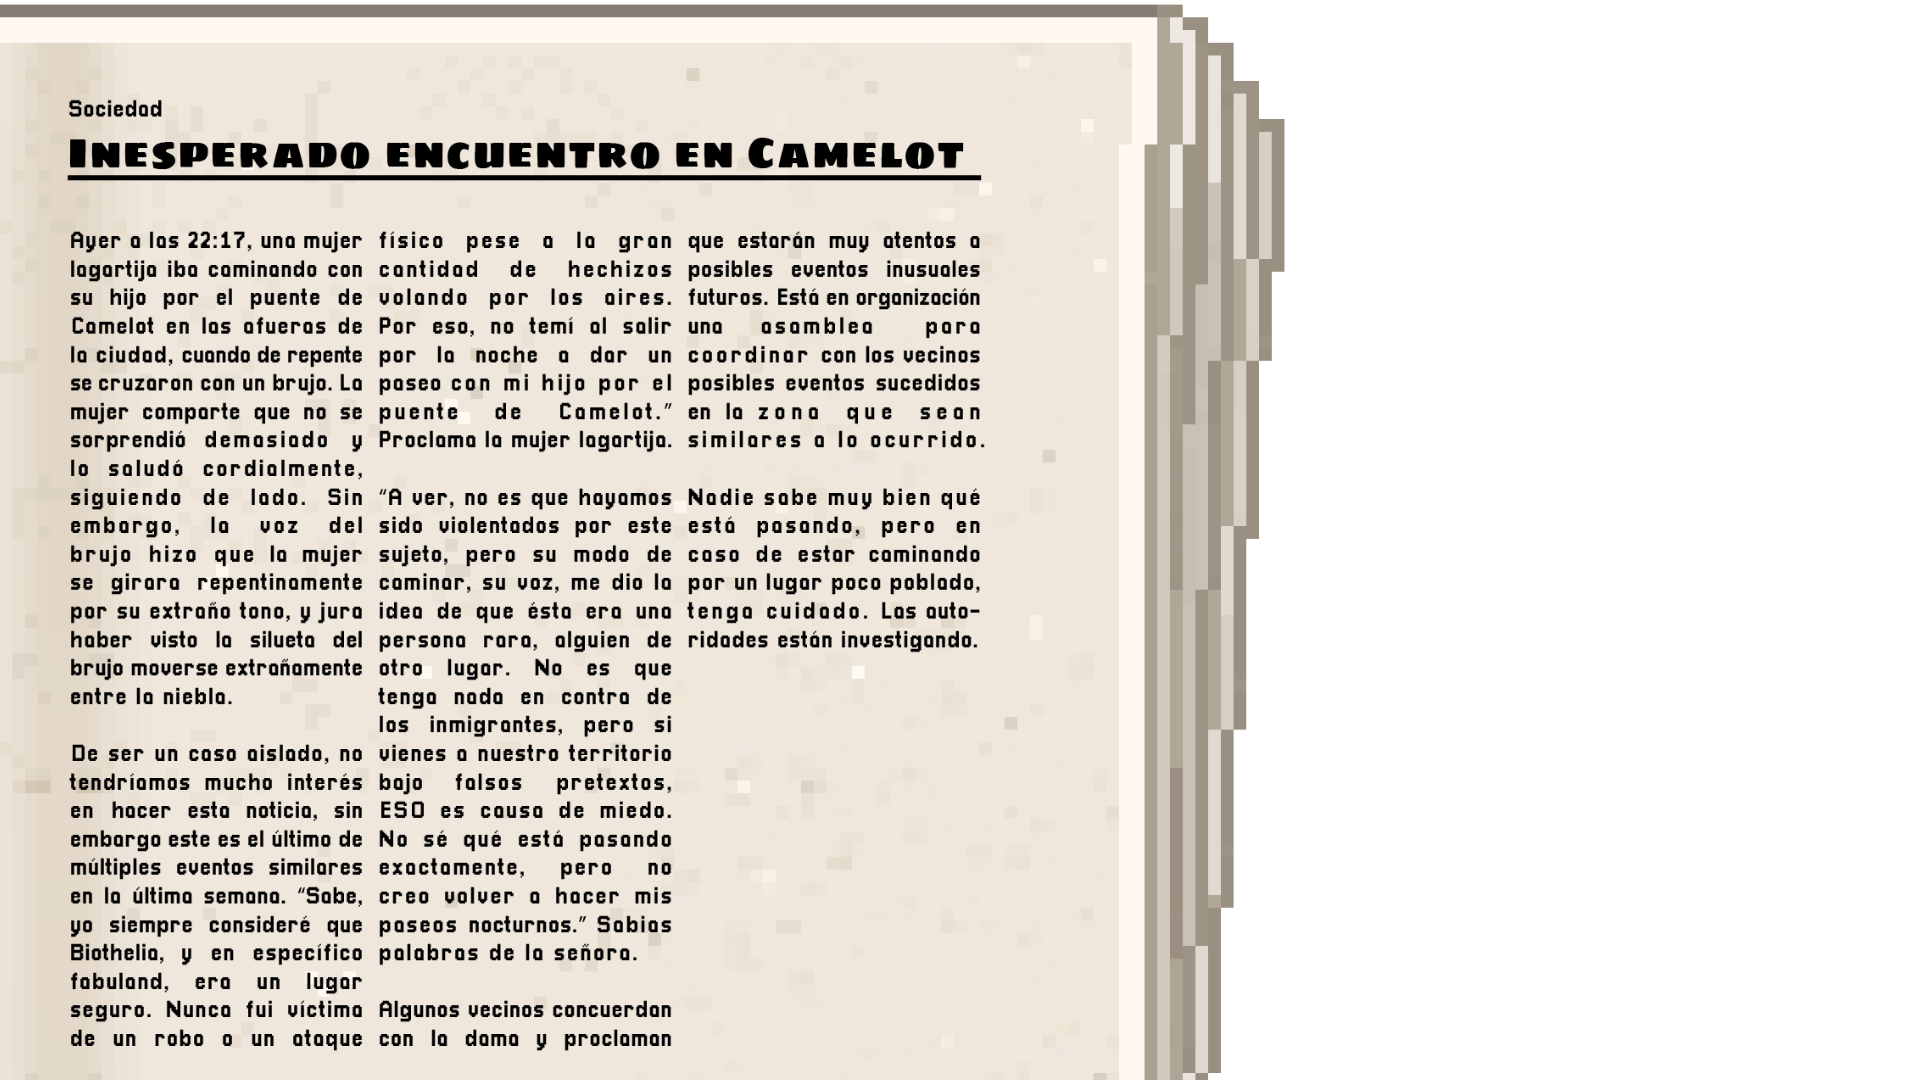 Sociedad
Inesperado encuentro en Camelot
Ayer a las 22:17, una mujer
lagartija iba caminando con
su hijo por el puente de
Camelot en las afueras de
la ciudad, cuando de repente
se cruzaron con un brujo. La
mujer comparte que no se
sorprendió demasiado y
lo saludó cordialmente,
siguiendo de lado. Sin
embargo, la voz del
brujo hizo que la mujer
se girara repentinamente
por su extraño tono, y jura
haber visto la silueta del
brujo moverse extrañamente
entre la niebla.
De ser un caso aislado, no
tendríamos mucho interés
en hacer esta noticia, sin
embargo este es el último de
múltiples eventos similares
en la última semana. "Sabe,
yo siempre consideré que
Biothelia, y en específico
fabuland, era un lugar
seguro. Nunca fui víctima
de un robo o un ataque
físico pese a la gran
cantidad de hechizos
volando por los aires.
Por eso, no temí al salir
por la noche a dar un
paseo con mi hijo por el
puente de Camelot."
Proclama la mujer lagartija.
"A ver, no es que hayamos
sido violentados por este
sujeto, pero su modo de
caminar, su voz, me dio la
idea de que ésta era una
persona rara, alguien de
otro lugar. No es que
tenga nada en contra de
los inmigrantes, pero si
vienes a nuestro territorio
bajo falsos pretextos,
ESO es causa de miedo.
No sé qué está pasando
exactamente, pero no
creo volver a hacer mis
paseos nocturnos." Sabias
palabras de la señora.
Algunos vecinos concuerdan
con la dama y proclaman
que estarán muy atentos a
posibles eventos inusuales
futuros. Está en organización
una asamblea para
coordinar con los vecinos
posibles eventos sucedidos
en la zona que sean
similares a lo ocurrido.
Nadie sabe muy bien qué
está pasando, pero en
caso de estar caminando
por un lugar poco poblado,
tenga cuidado. Las auto-
ridades están investigando.